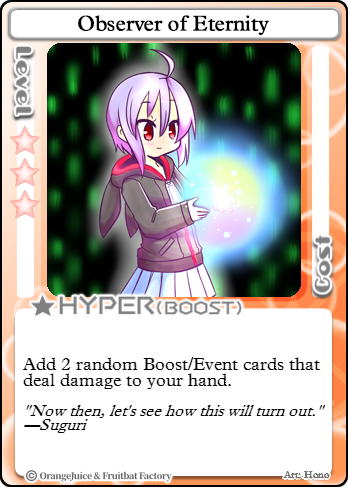 Observer of Eternity
Level
Cost
HYPER(BOOST)
Add 2 random Boost/Event cards that
deal damage to your hand.
"Now then, let's see how this will turn out."
—Suguri
© OrangeJuice & Fruitbat Factory
Art: Hono